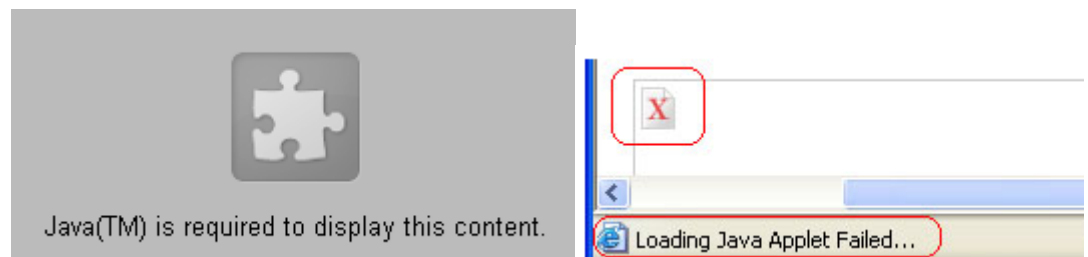 X
Java(TM) is required to display this content.
Loading Java Applet Failed...